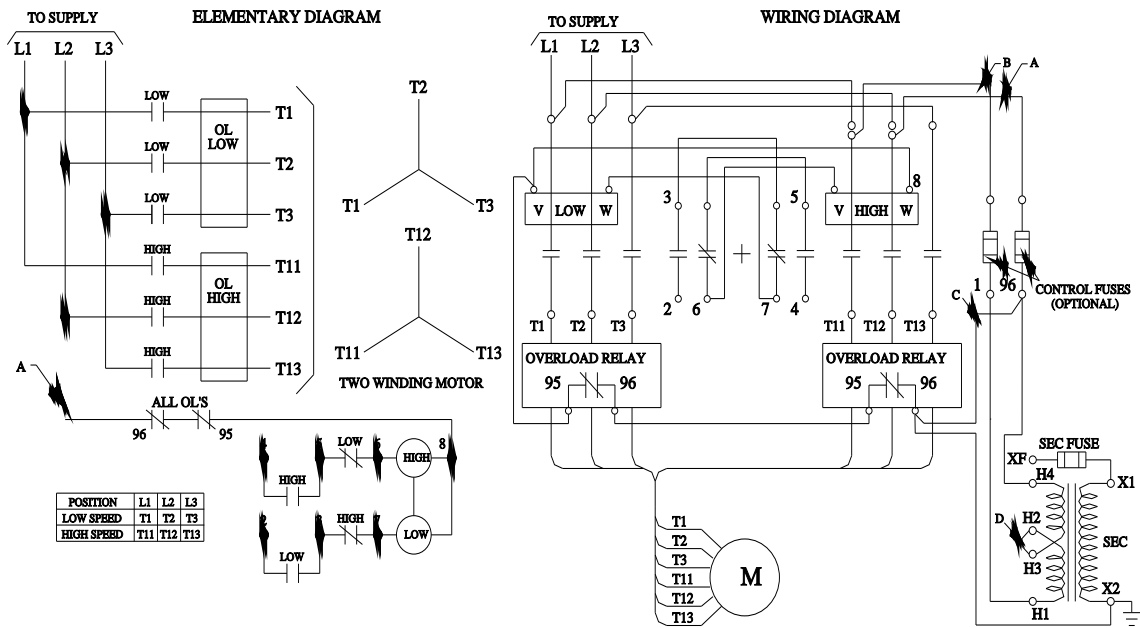 ELEMENTARY DIAGRAM
TO SUPPLY
L1 L2 L3
LOW
T1
OL
LOW
LOW
T2
LOW
T3
HIGH
T11
OL
HIGH
HIGH
T12
HIGH
T13
T2
T1 T3
T12
T11 T13
TWO WINDING MOTOR
A
ALL OL'S
96 95
LOW
8
HIGH
HIGH
HIGH
7
LOW
LOW
POSITION L1 L2 L3
LOW SPEED T1 T2 T3
HIGH SPEED T11 T12 T13
WIRING DIAGRAM
TO SUPPLY
L1 L2 L3
B A
V LOW W
3 5
8
V HIGH W
2 6 7 4
1 96
CONTROL FUSES
(OPTIONAL)
C
T1 T2 T3
T11 T12 T13
OVERLOAD RELAY
95 96
OVERLOAD RELAY
95 96
SEC FUSE
XF
H4
X1
D
H2
H3
SEC
X2
H1
T1
T2
T3
T11
T12
T13
M